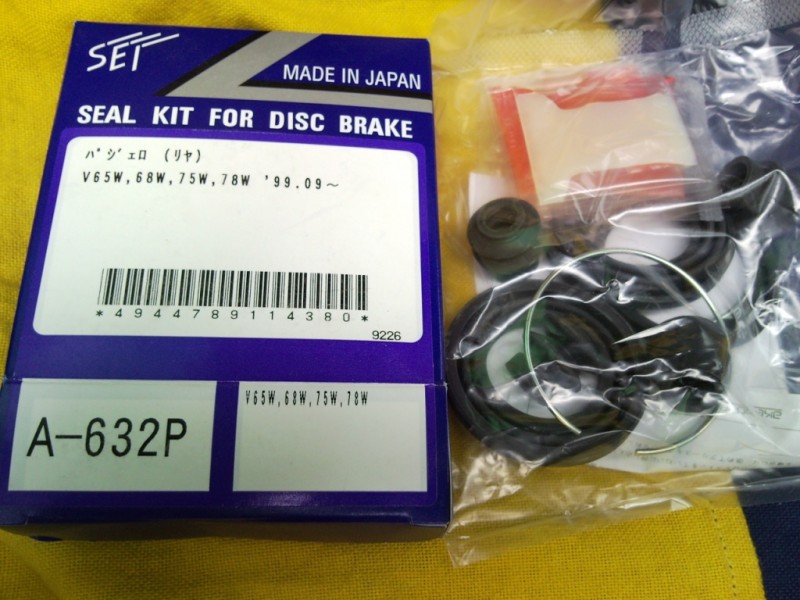 SET
MADE IN JAPAN
SEAL KIT FOR DISC BRAKE
ﾊﾟｼﾞｪﾛ (ﾘﾔ)
V65W,68W,75W,78W '99.09～
*4944789114380*
9226
A-632P
V65W,68W,75W,78W